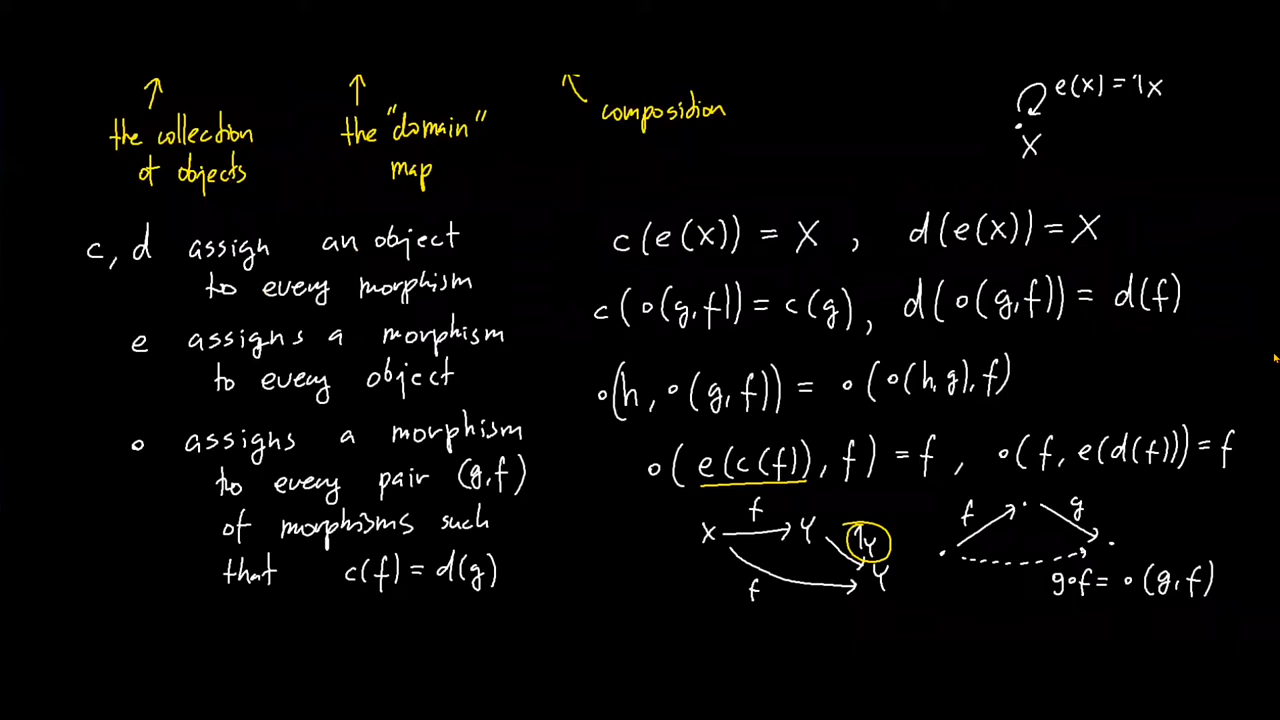 the collection
of objects
the "domain"
map
composition
e(x) = 1x
X
c, d assign an object
to every morphism
e assigns a morphism
to every object
∘ assigns a morphism
to every pair (g,f)
of morphisms such
that c(f) = d(g)
c(e(x)) = X , d(e(x)) = X
c(∘(g,f)) = c(g), d(∘(g,f)) = d(f)
∘(h, ∘(g,f)) = ∘(∘(h,g),f)
∘(e(c(f)), f) = f , ∘(f, e(d(f))) = f
f
X Y 1Y
f Y
f g
g∘f = ∘(g,f)